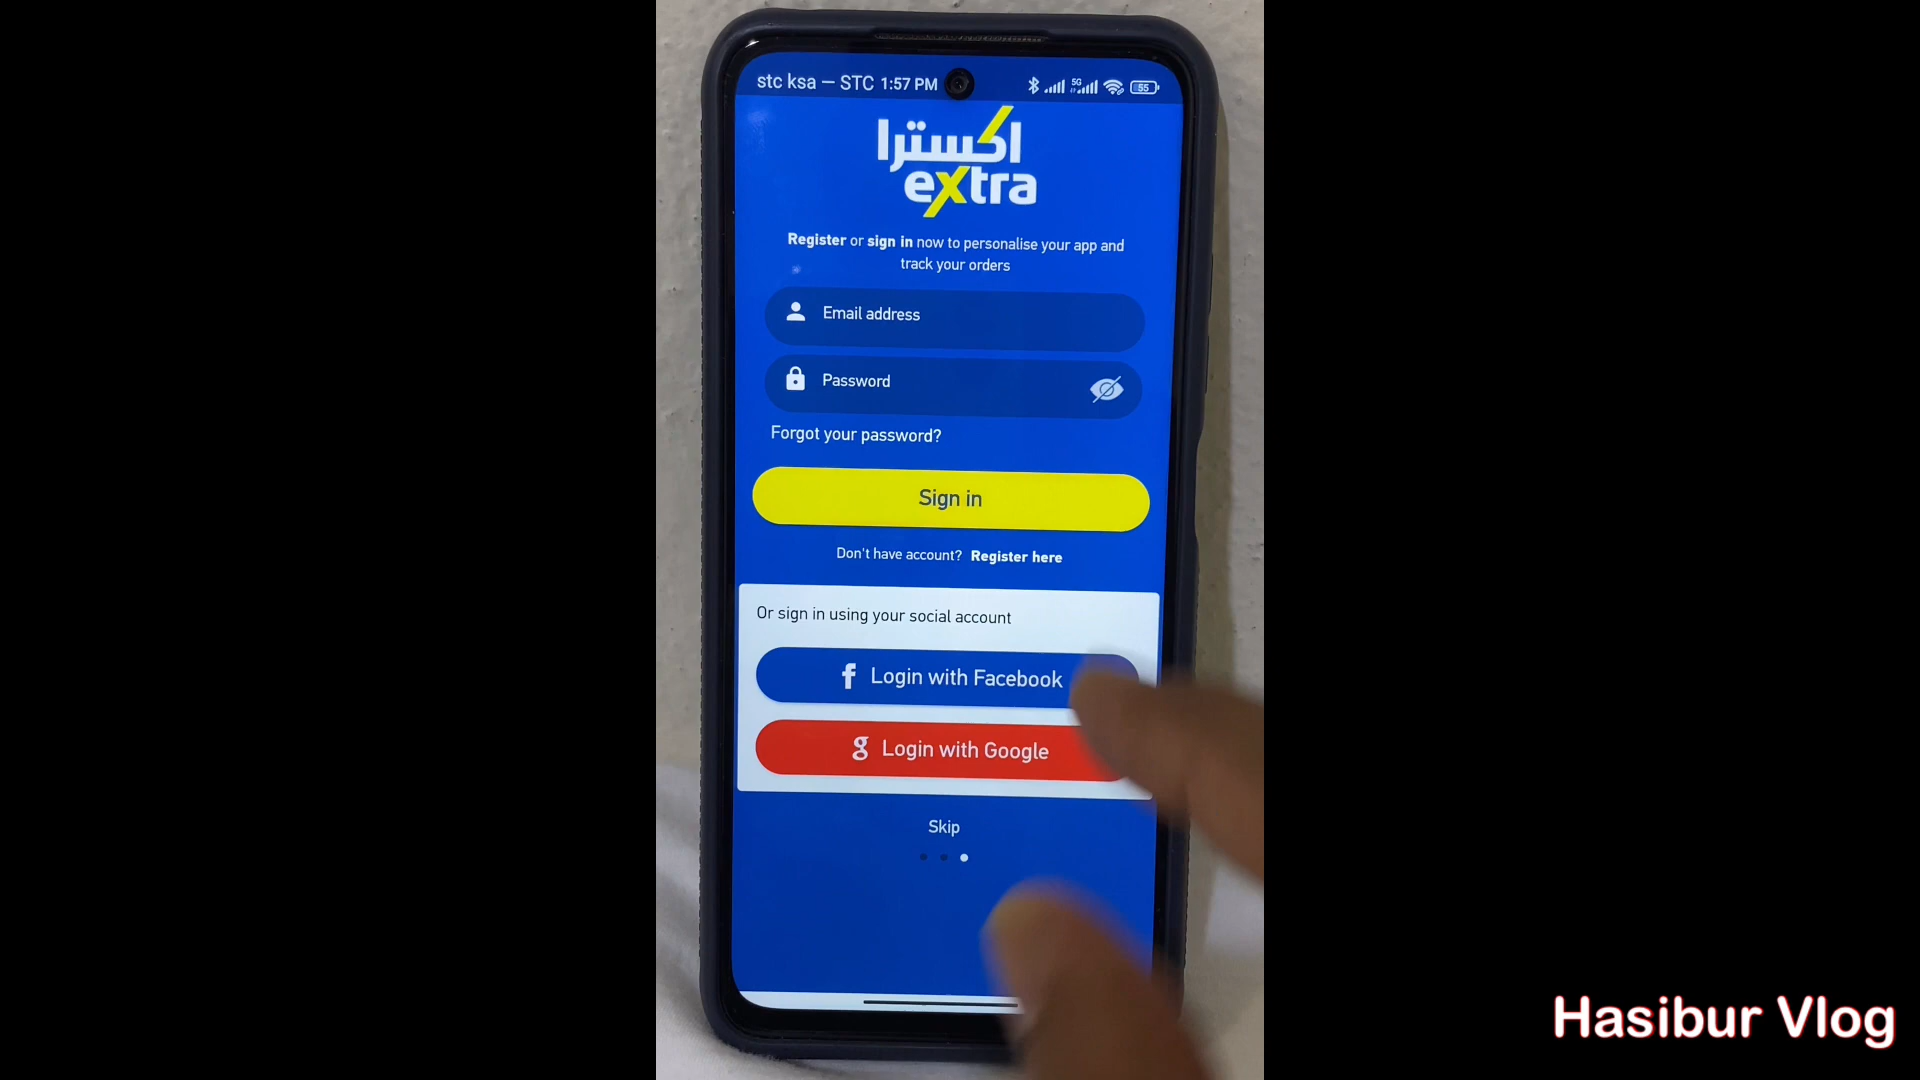 stc ksa — STC 1:57 PM
5G
55
اكسترا
extra
Register or sign in now to personalise your app and
track your orders
Email address
Password
Forgot your password?
Sign in
Don't have account? Register here
Or sign in using your social account
f Login with Facebook
g Login with Google
Skip
Hasibur Vlog